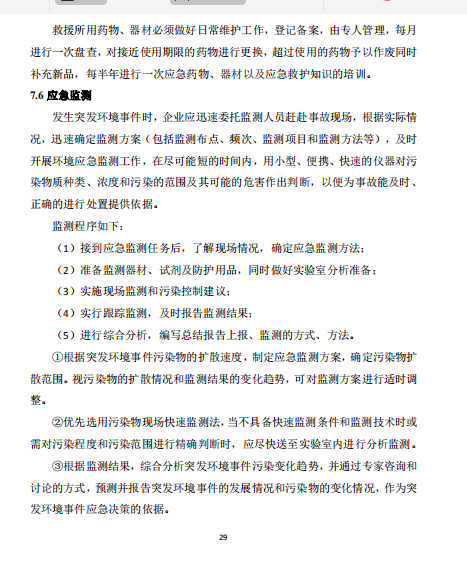 救援所用药物、器材必须做好日常维护工作，登记备案，由专人管理，每月
进行一次盘查，对接近使用期限的药物进行更换，超过使用的药物予以作废同时
补充新品，每半年进行一次应急药物、器材以及应急救护知识的培训。
7.6 应急监测
发生突发环境事件时，企业应迅速委托监测人员赶赴事故现场，根据实际情
况，迅速确定监测方案（包括监测布点、频次、监测项目和监测方法等），及时
开展环境应急监测工作，在尽可能短的时间内，用小型、便携、快速的仪器对污
染物质种类、浓度和污染的范围及其可能的危害作出判断，以便为事故能及时、
正确的进行处置提供依据。
监测程序如下：
（1）接到应急监测任务后，了解现场情况，确定应急监测方法；
（2）准备监测器材、试剂及防护用品，同时做好实验室分析准备；
（3）实施现场监测和污染控制建议；
（4）实行跟踪监测，及时报告监测结果；
（5）进行综合分析，编写总结报告上报、监测的方式、方法。
①根据突发环境事件污染物的扩散速度，制定应急监测方案，确定污染物扩
散范围。视污染物的扩散情况和监测结果的变化趋势，可对监测方案进行适时调
整。
②优先选用污染物现场快速监测法，当不具备快速监测条件和监测技术时或
需对污染程度和污染范围进行精确判断时，应尽快送至实验室内进行分析监测。
③根据监测结果，综合分析突发环境事件污染变化趋势，并通过专家咨询和
讨论的方式，预测并报告突发环境事件的发展情况和污染物的变化情况，作为突
发环境事件应急决策的依据。
29